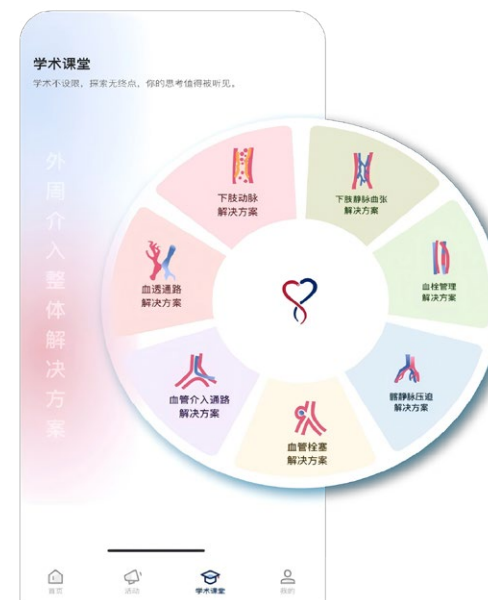 学术课堂
学术不设限，探索无终点，你的思考值得被听见。
外周介入整体解决方案
下肢动脉
解决方案
下肢静脉曲张
解决方案
血栓管理
解决方案
髂静脉压迫
解决方案
血管栓塞
解决方案
血管介入通路
解决方案
血透通路
解决方案
首页
活动
学术课堂
我的